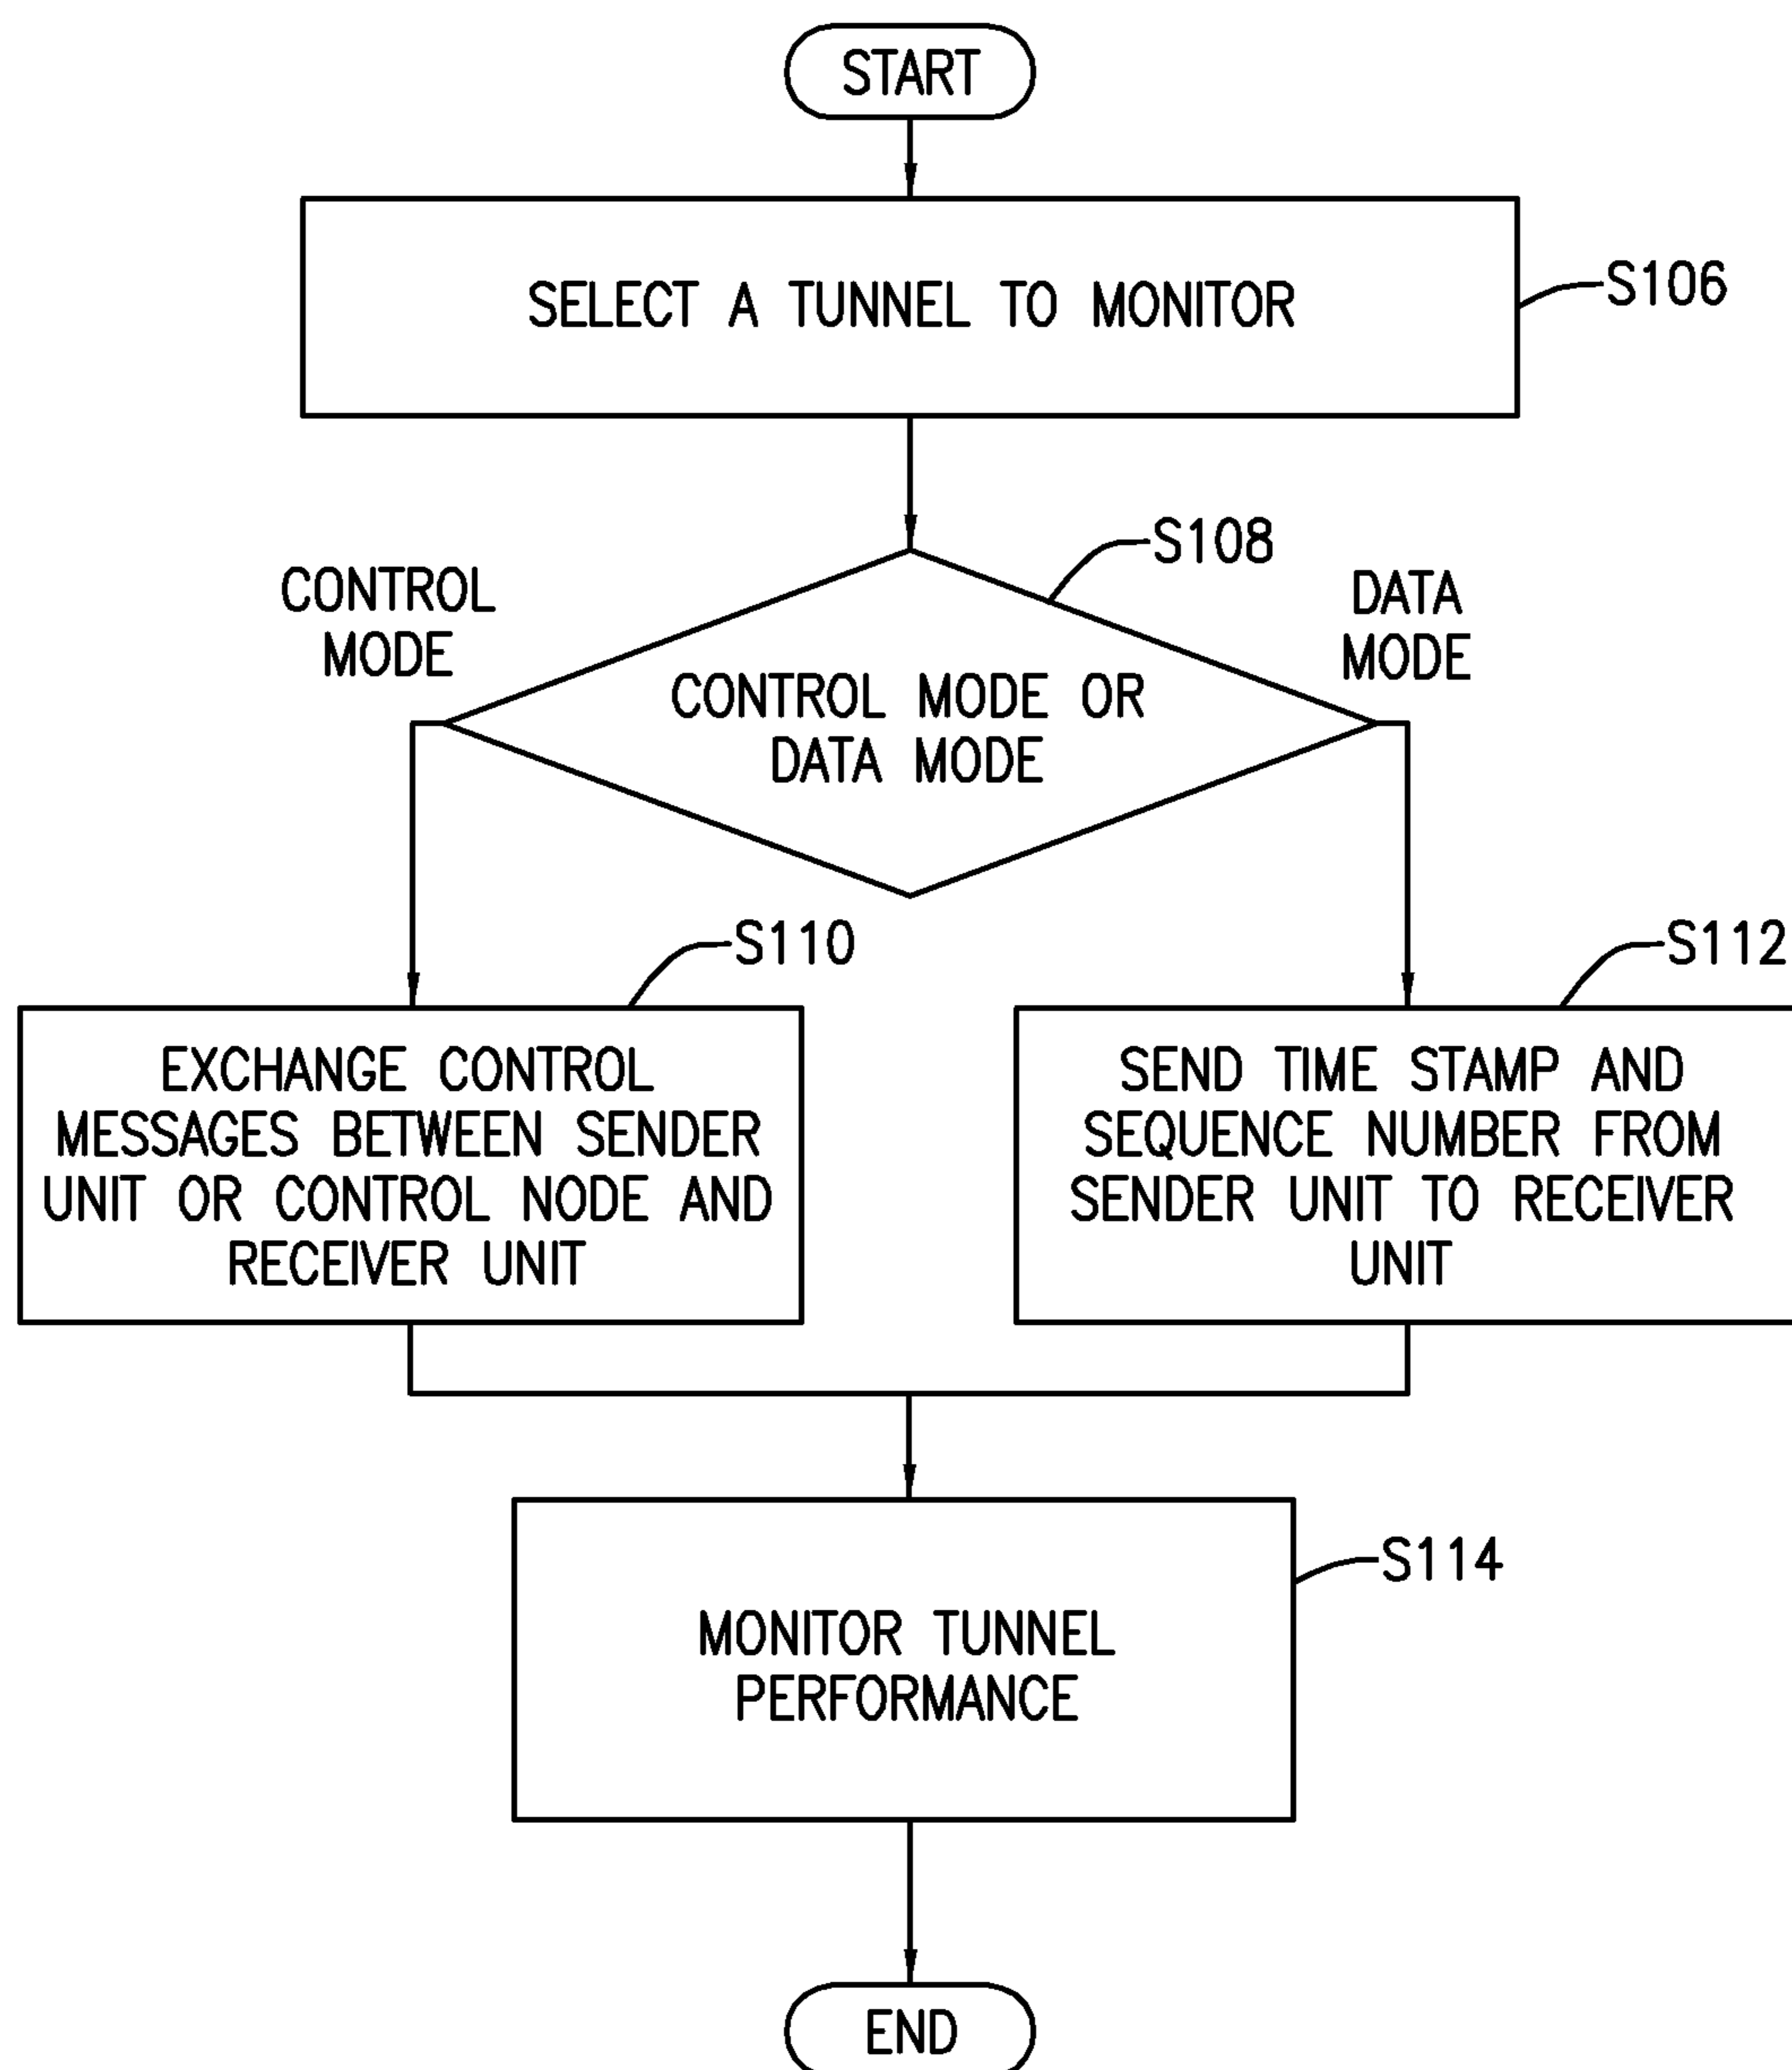 START
SELECT A TUNNEL TO MONITOR
S106
S108
CONTROL
MODE
DATA
MODE
CONTROL MODE OR
DATA MODE
S110
S112
EXCHANGE CONTROL
MESSAGES BETWEEN SENDER
UNIT OR CONTROL NODE AND
RECEIVER UNIT
SEND TIME STAMP AND
SEQUENCE NUMBER FROM
SENDER UNIT TO RECEIVER
UNIT
S114
MONITOR TUNNEL
PERFORMANCE
END